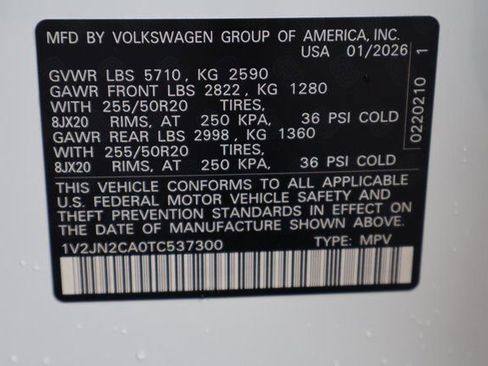 MFD BY VOLKSWAGEN GROUP OF AMERICA, INC.
USA 01/2026
GVWR LBS 5710, KG 2590
GAWR FRONT LBS 2822, KG 1280
WITH 255/50R20 TIRES,
8JX20 RIMS, AT 250 KPA, 36 PSI COLD
GAWR REAR LBS 2998, KG 1360
WITH 255/50R20 TIRES,
8JX20 RIMS, AT 250 KPA, 36 PSI COLD
THIS VEHICLE CONFORMS TO ALL APPLICABLE
U.S. FEDERAL MOTOR VEHICLE SAFETY AND
THEFT PREVENTION STANDARDS IN EFFECT ON
THE DATE OF MANUFACTURE SHOWN ABOVE.
1V2JN2CA0TC537300 TYPE: MPV
0220210 1